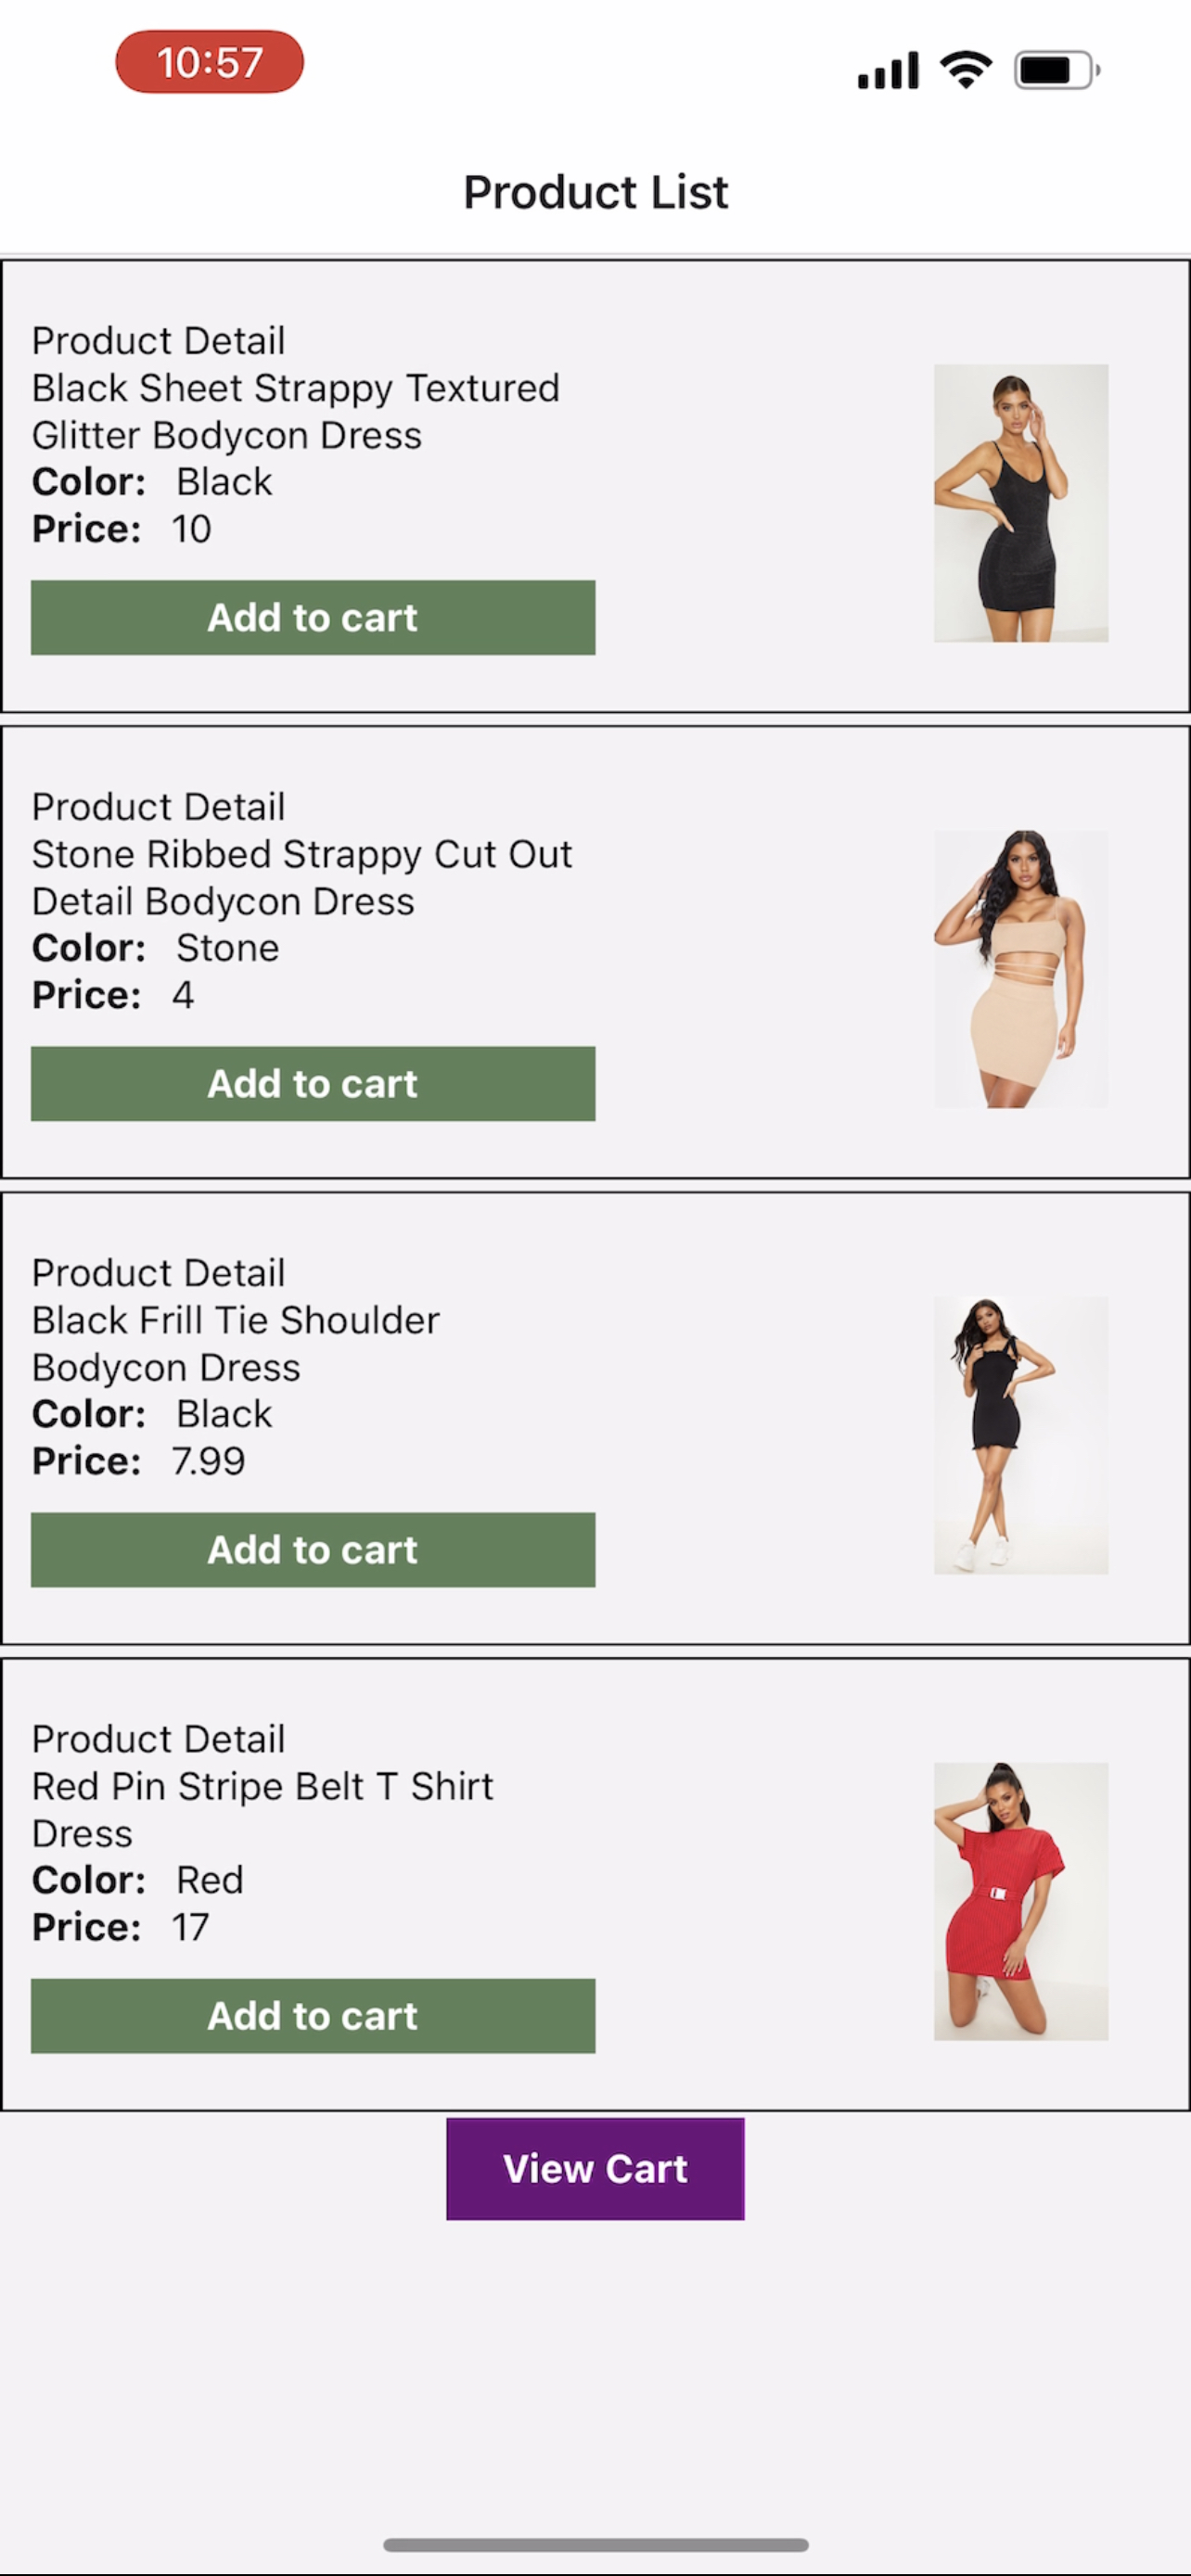 10:57
Product List
Product Detail
Black Sheet Strappy Textured
Glitter Bodycon Dress
Color: Black
Price: 10
Add to cart
Product Detail
Stone Ribbed Strappy Cut Out
Detail Bodycon Dress
Color: Stone
Price: 4
Add to cart
Product Detail
Black Frill Tie Shoulder
Bodycon Dress
Color: Black
Price: 7.99
Add to cart
Product Detail
Red Pin Stripe Belt T Shirt
Dress
Color: Red
Price: 17
Add to cart
View Cart